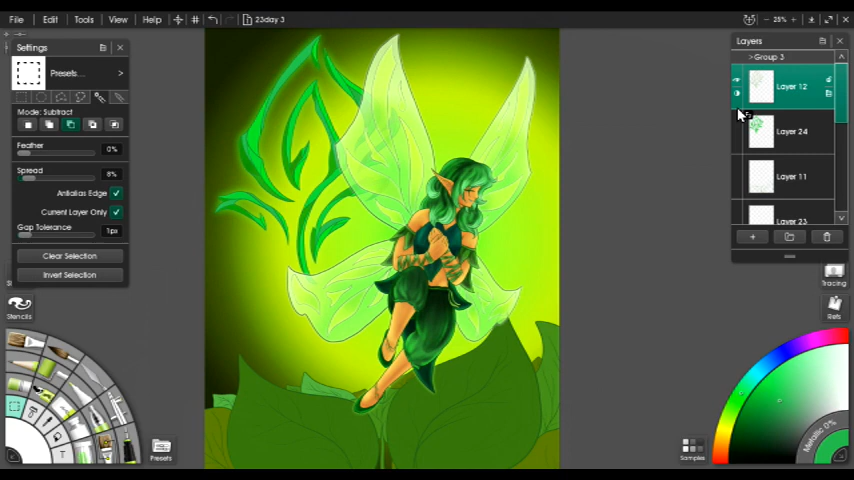 File Edit Tools View Help 23day 3 25%
Settings
Presets... >
Mode: Subtract
Feather 0%
Spread 8%
Antialias Edge
Current Layer Only
Gap Tolerance 1px
Clear Selection
Invert Selection
Stencils
Presets
T
Layers
>Group 3
Layer 12
Layer 24
Layer 11
Layer 23
Tracing
Refs
Samples
Metallic 0%